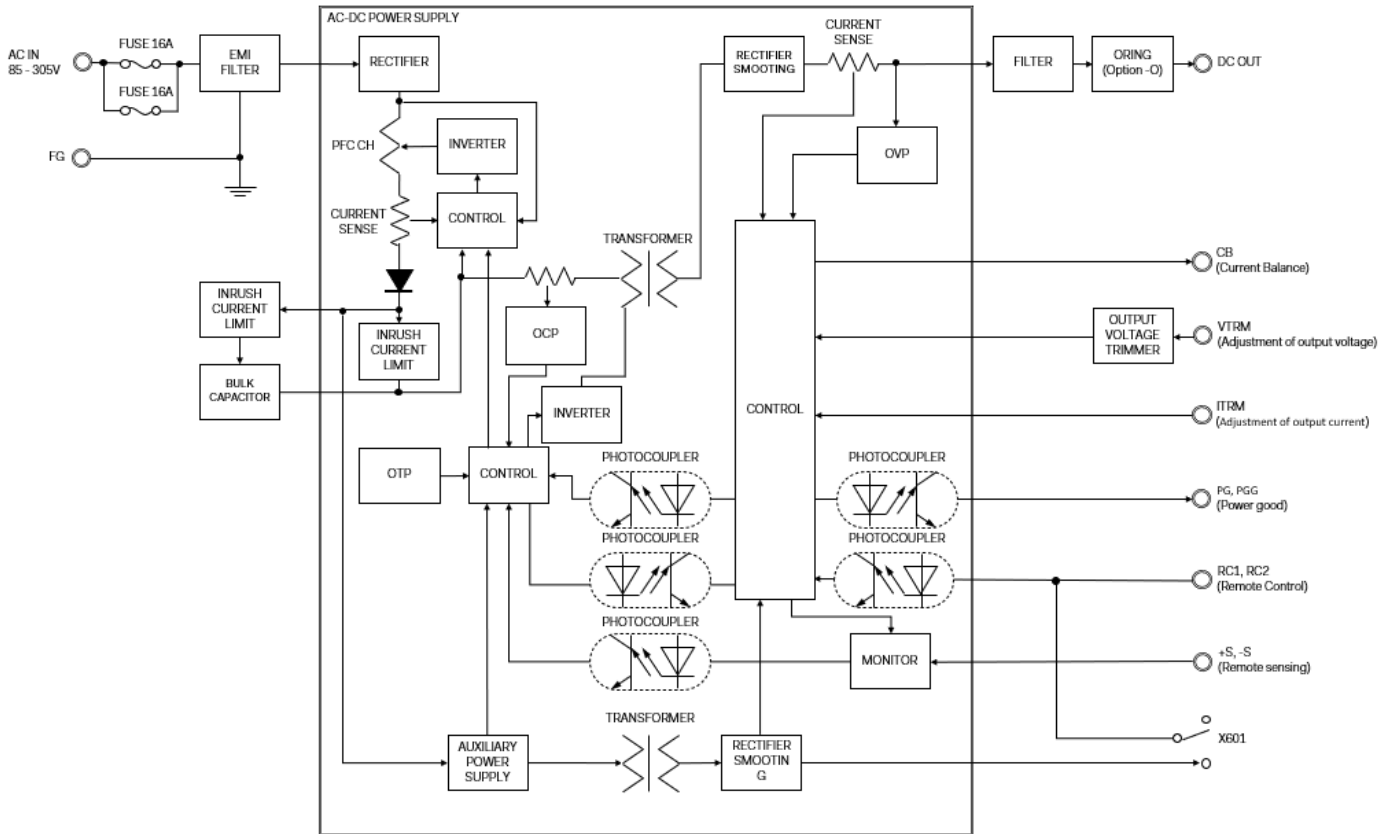 AC-DC POWER SUPPLY
AC IN
85 - 305V
FUSE 16A
FUSE 16A
EMI
FILTER
FG
RECTIFIER
PFC CH
INVERTER
CURRENT
SENSE
CONTROL
RECTIFIER
SMOOTING
CURRENT
SENSE
OVP
FILTER
ORING
(Option -O)
DC OUT
TRANSFORMER
INRUSH
CURRENT
LIMIT
INRUSH
CURRENT
LIMIT
BULK
CAPACITOR
OCP
INVERTER
OTP
CONTROL
CONTROL
CB
(Current Balance)
OUTPUT
VOLTAGE
TRIMMER
VTRM
(Adjustment of output voltage)
ITRM
(Adjustment of output current)
PHOTOCOUPLER
PHOTOCOUPLER
PG, PGG
(Power good)
PHOTOCOUPLER
PHOTOCOUPLER
RC1, RC2
(Remote Control)
PHOTOCOUPLER
MONITOR
+S, -S
(Remote sensing)
TRANSFORMER
AUXILIARY
POWER
SUPPLY
RECTIFIER
SMOOTIN
G
X601